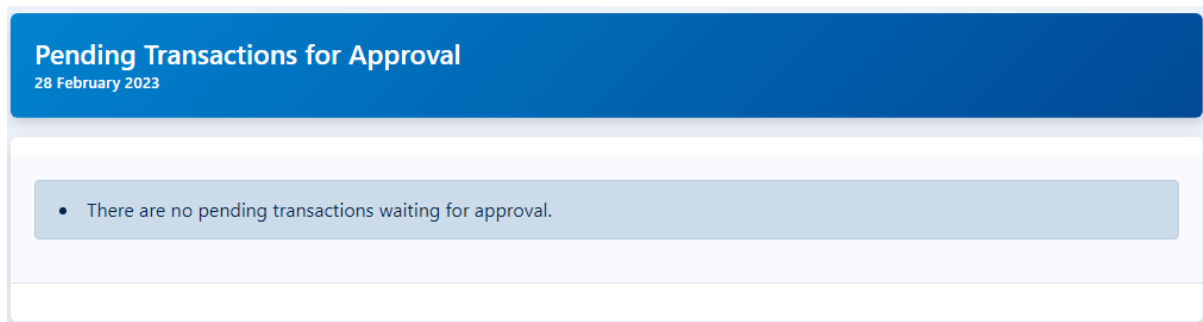 Pending Transactions for Approval
28 February 2023
• There are no pending transactions waiting for approval.